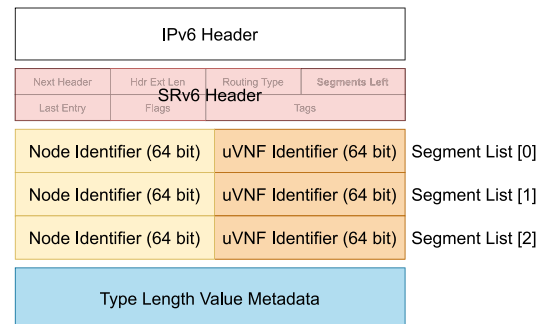 IPv6 Header
Next Header Hdr Ext Len Routing Type Segments Left
SRv6 Header
Last Entry Flags Tags
Node Identifier (64 bit) uVNF Identifier (64 bit) Segment List [0]
Node Identifier (64 bit) uVNF Identifier (64 bit) Segment List [1]
Node Identifier (64 bit) uVNF Identifier (64 bit) Segment List [2]
Type Length Value Metadata